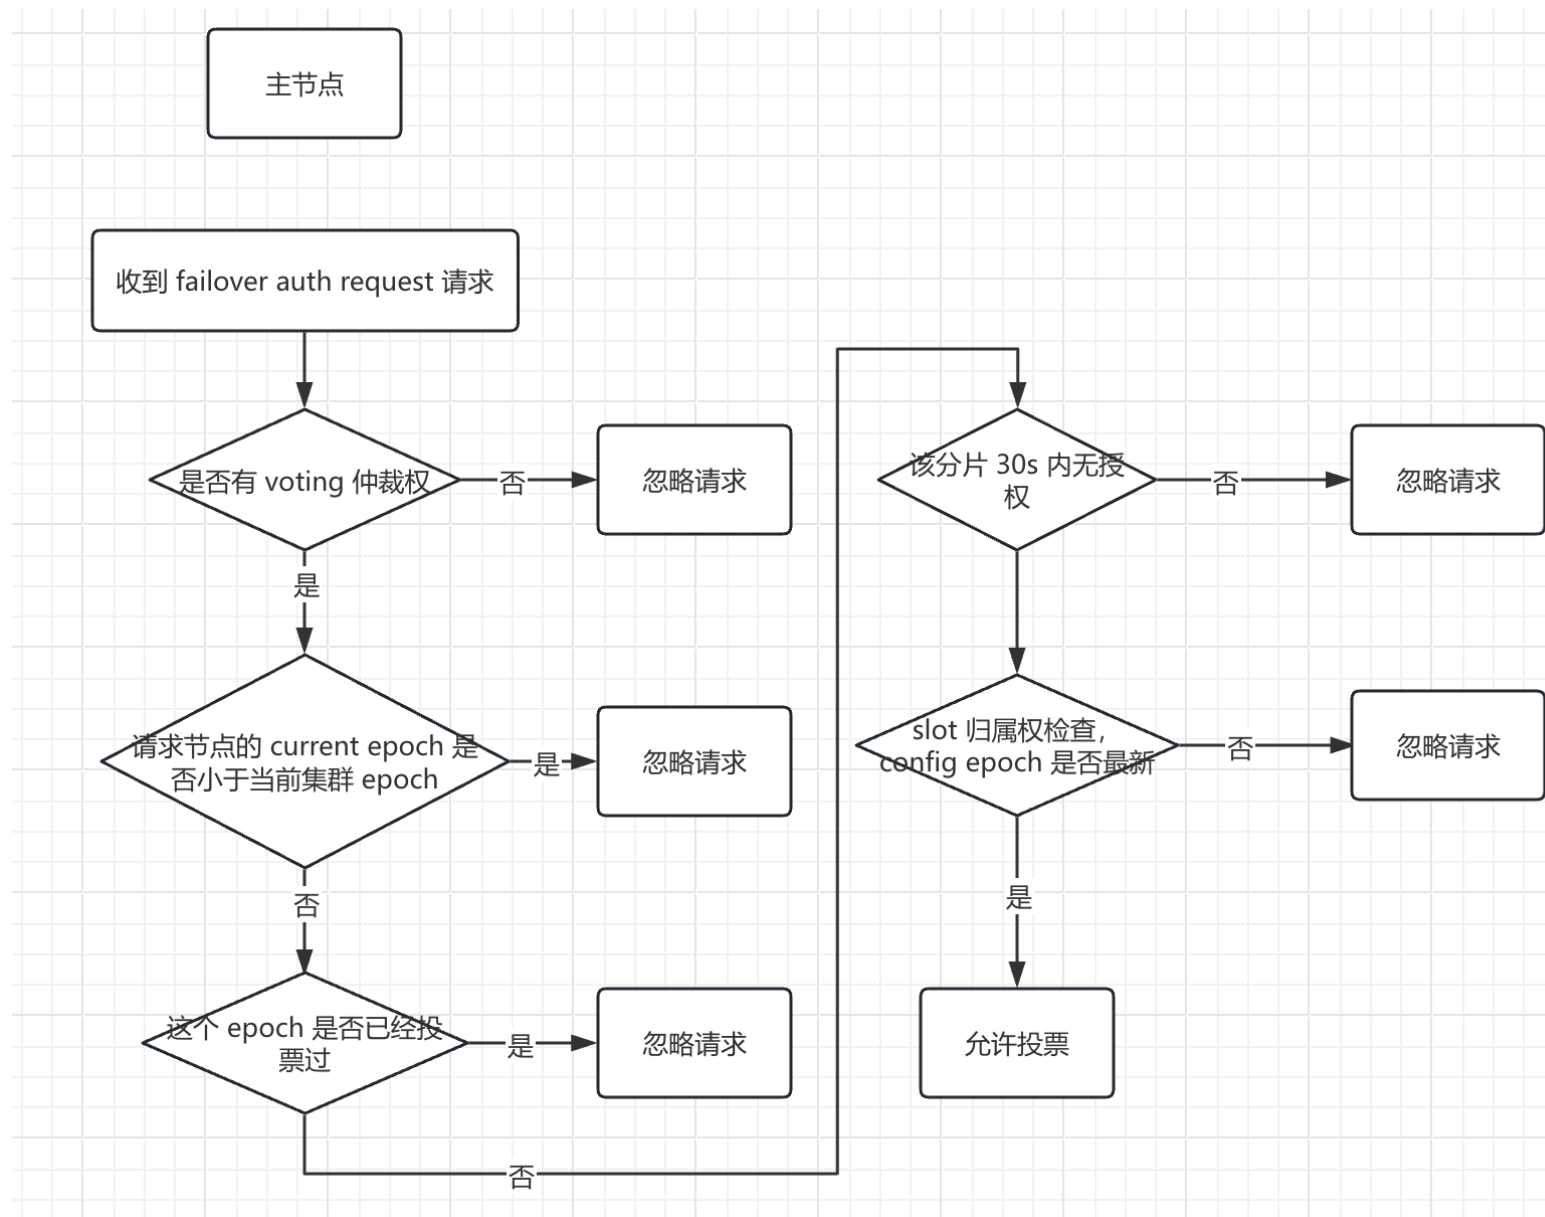 主节点
收到 failover auth request 请求
是否有 voting 仲裁权
否
忽略请求
是
请求节点的 current epoch 是
否小于当前集群 epoch
是
忽略请求
否
这个 epoch 是否已经投
票过
是
忽略请求
否
该分片 30s 内无授
权
否
忽略请求
slot 归属权检查，
config epoch 是否最新
否
忽略请求
是
允许投票